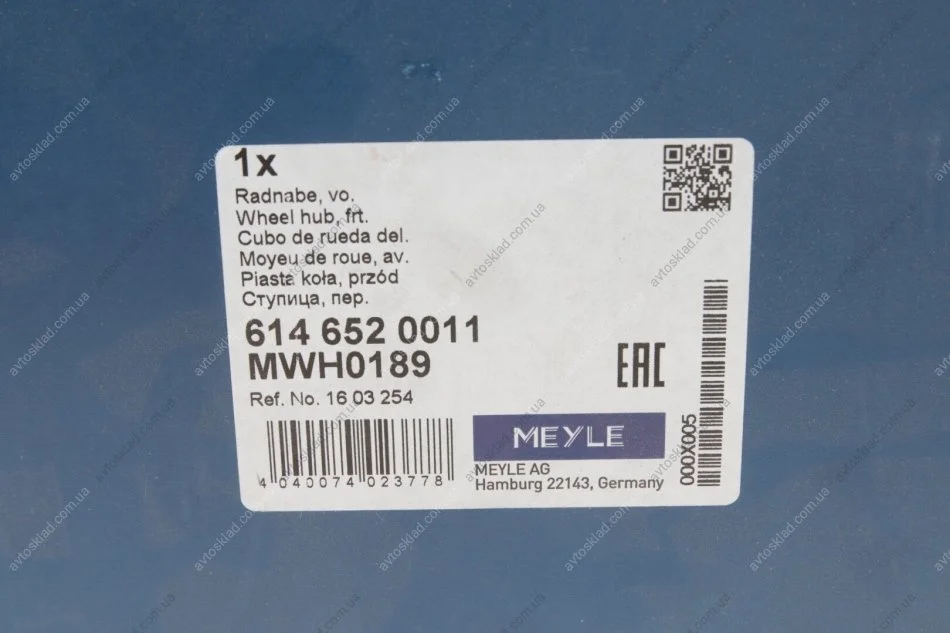 1x
Radnabe, vo.
Wheel hub, frt.
Cubo de rueda del.
Moyeu de roue, av.
Piasta koła, przód
Ступица, пер.
614 652 0011
MWH0189
Ref. No. 16 03 254
EAC
4 040074 023778
MEYLE
MEYLE AG
Hamburg 22143, Germany
000X005
avtosklad.com.ua